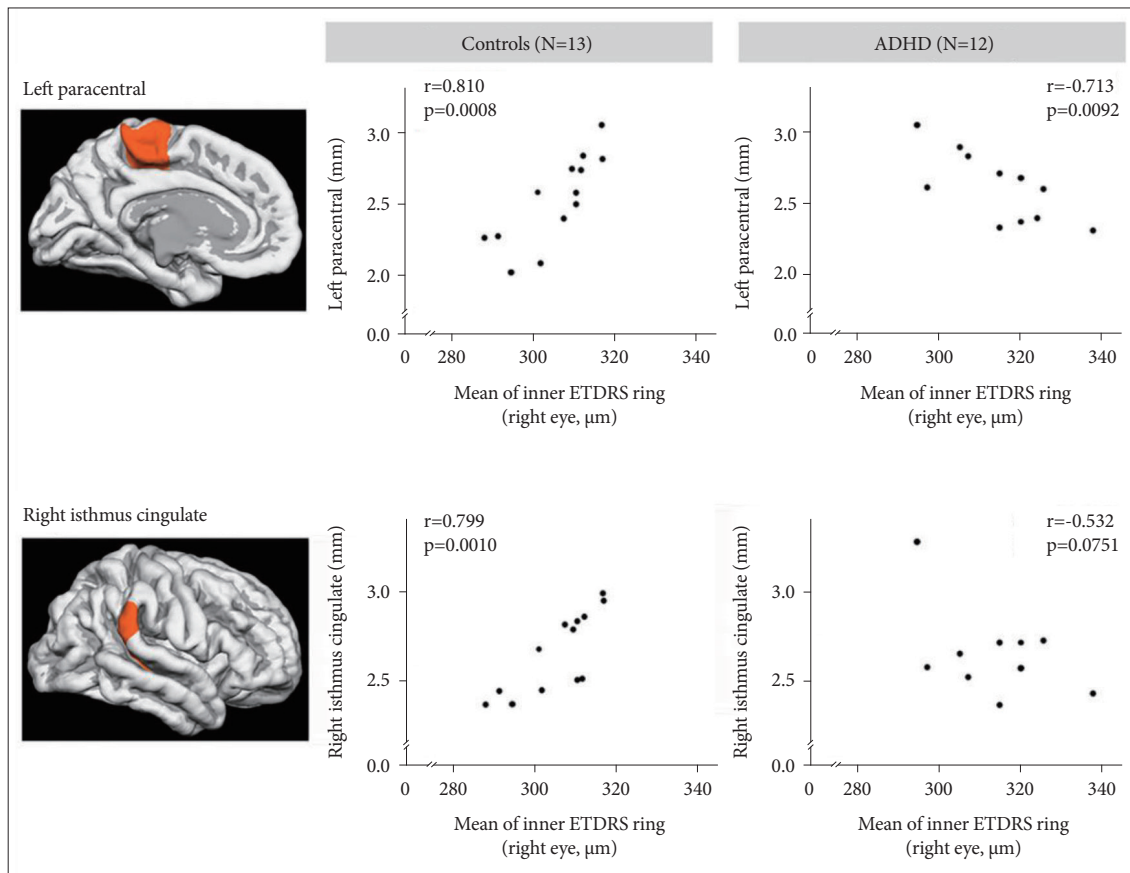 Controls (N=13)
ADHD (N=12)
Left paracentral
r=0.810
p=0.0008
3.0
2.5
2.0
0.0
Left paracentral (mm)
0 280 300 320 340
Mean of inner ETDRS ring
(right eye, μm)
r=-0.713
p=0.0092
3.0
2.5
2.0
0.0
Left paracentral (mm)
0 280 300 320 340
Mean of inner ETDRS ring
(right eye, μm)
Right isthmus cingulate
r=0.799
p=0.0010
3.0
2.5
0.0
Right isthmus cingulate (mm)
0 280 300 320 340
Mean of inner ETDRS ring
(right eye, μm)
r=-0.532
p=0.0751
3.0
2.5
0.0
Right isthmus cingulate (mm)
0 280 300 320 340
Mean of inner ETDRS ring
(right eye, μm)